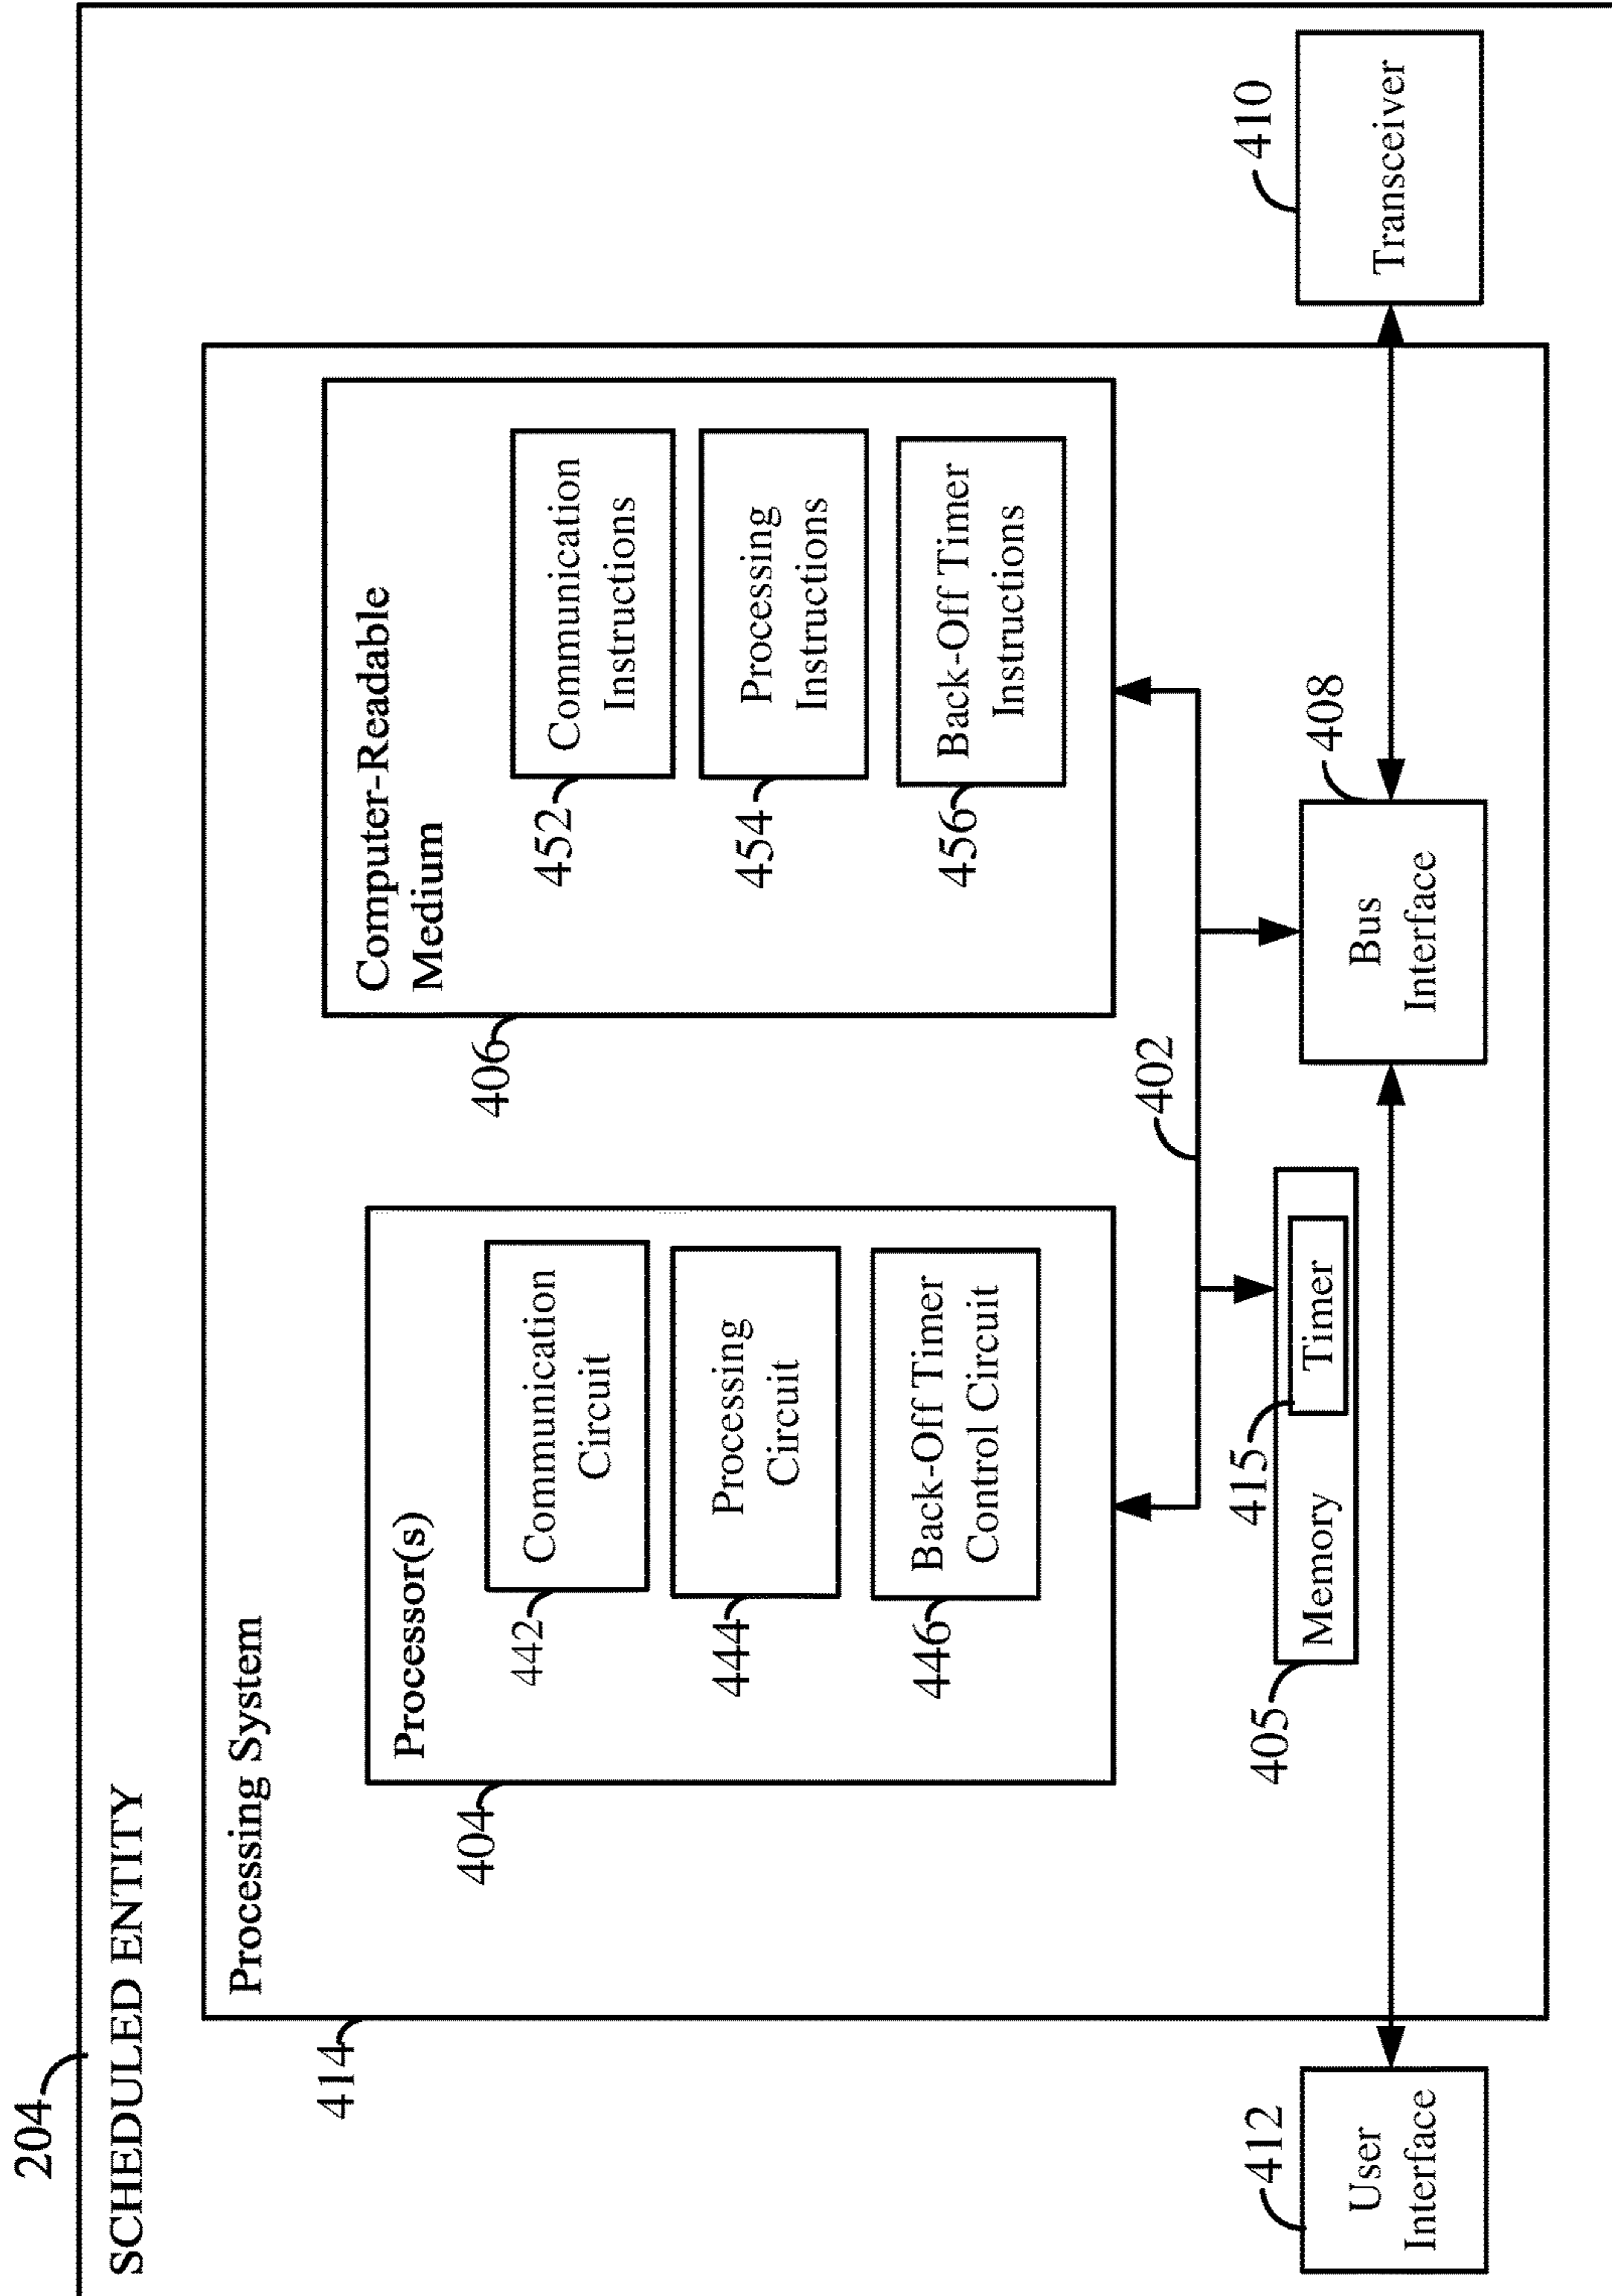 204
SCHEDULED ENTITY
414
Processing System
404
Processor(s)
442
Communication
Circuit
444
Processing
Circuit
446
Back-Off Timer
Control Circuit
406
Computer-Readable
Medium
452
Communication
Instructions
454
Processing
Instructions
456
Back-Off Timer
Instructions
402
405
Memory
415
Timer
408
Bus
Interface
412
User
Interface
410
Transceiver